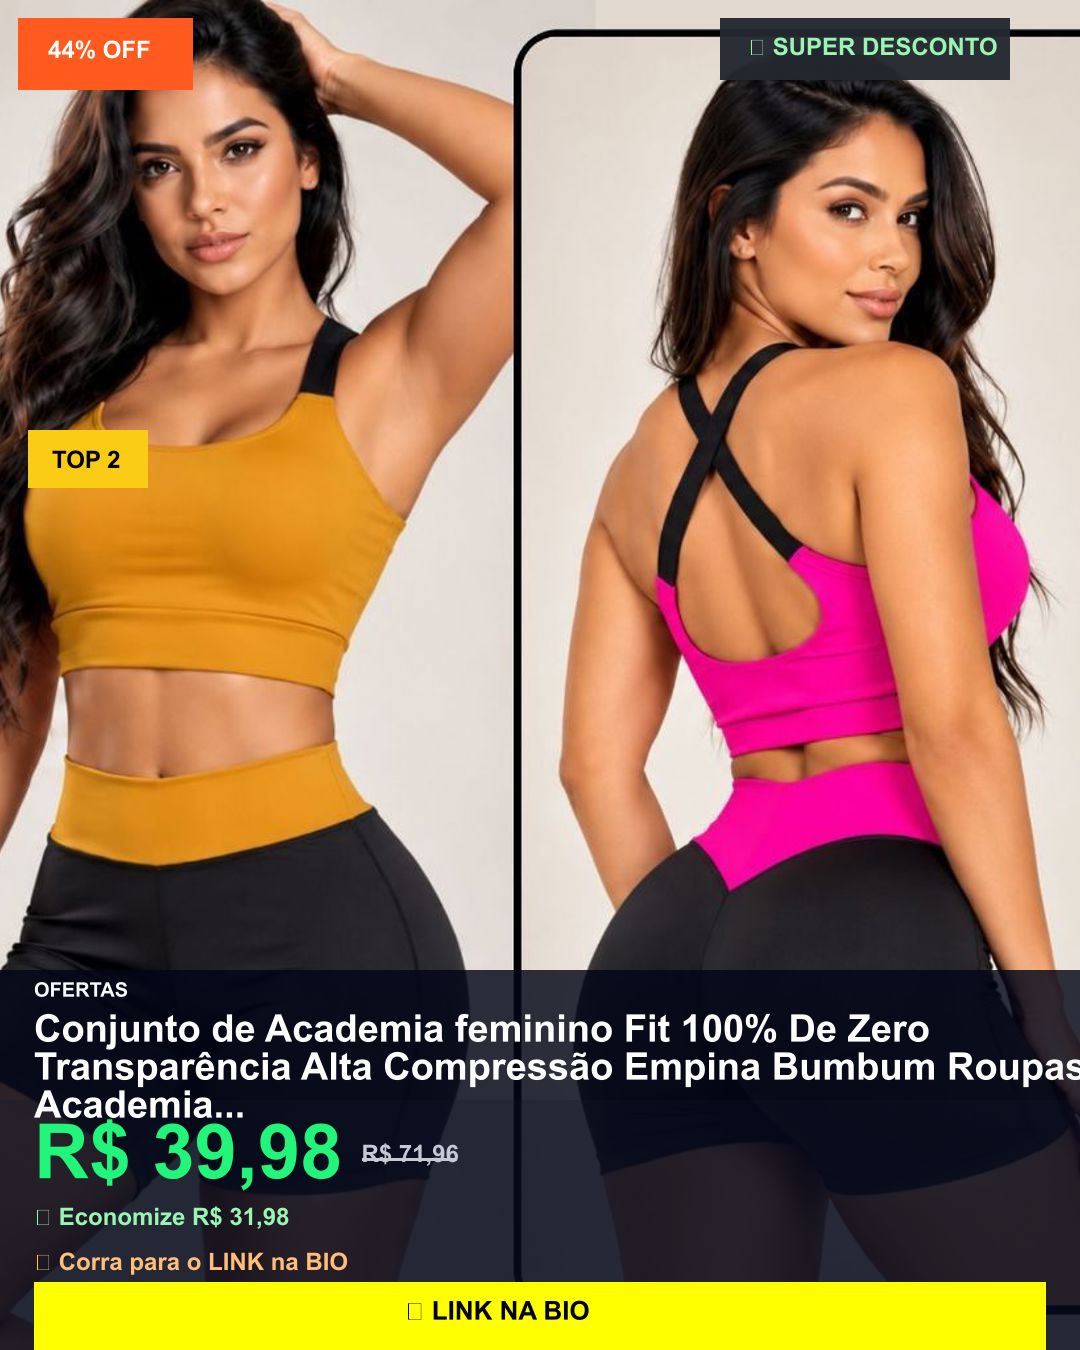 44% OFF
SUPER DESCONTO
TOP 2
OFERTAS
Conjunto de Academia feminino Fit 100% De Zero
Transparência Alta Compressão Empina Bumbum Roupas
Academia...
R$ 39,98 R$ 71,96
Economize R$ 31,98
Corra para o LINK na BIO
LINK NA BIO